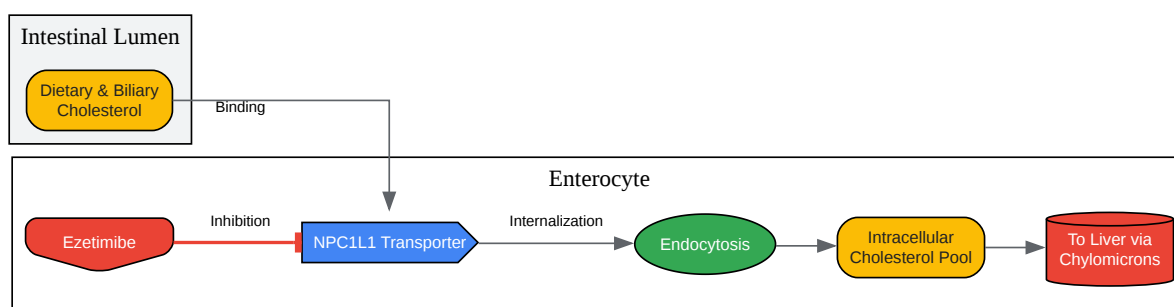 Intestinal Lumen
Dietary & Biliary
Cholesterol
Binding
Enterocyte
Ezetimibe
Inhibition
NPC1L1 Transporter
Internalization
Endocytosis
Intracellular
Cholesterol Pool
To Liver via
Chylomicrons